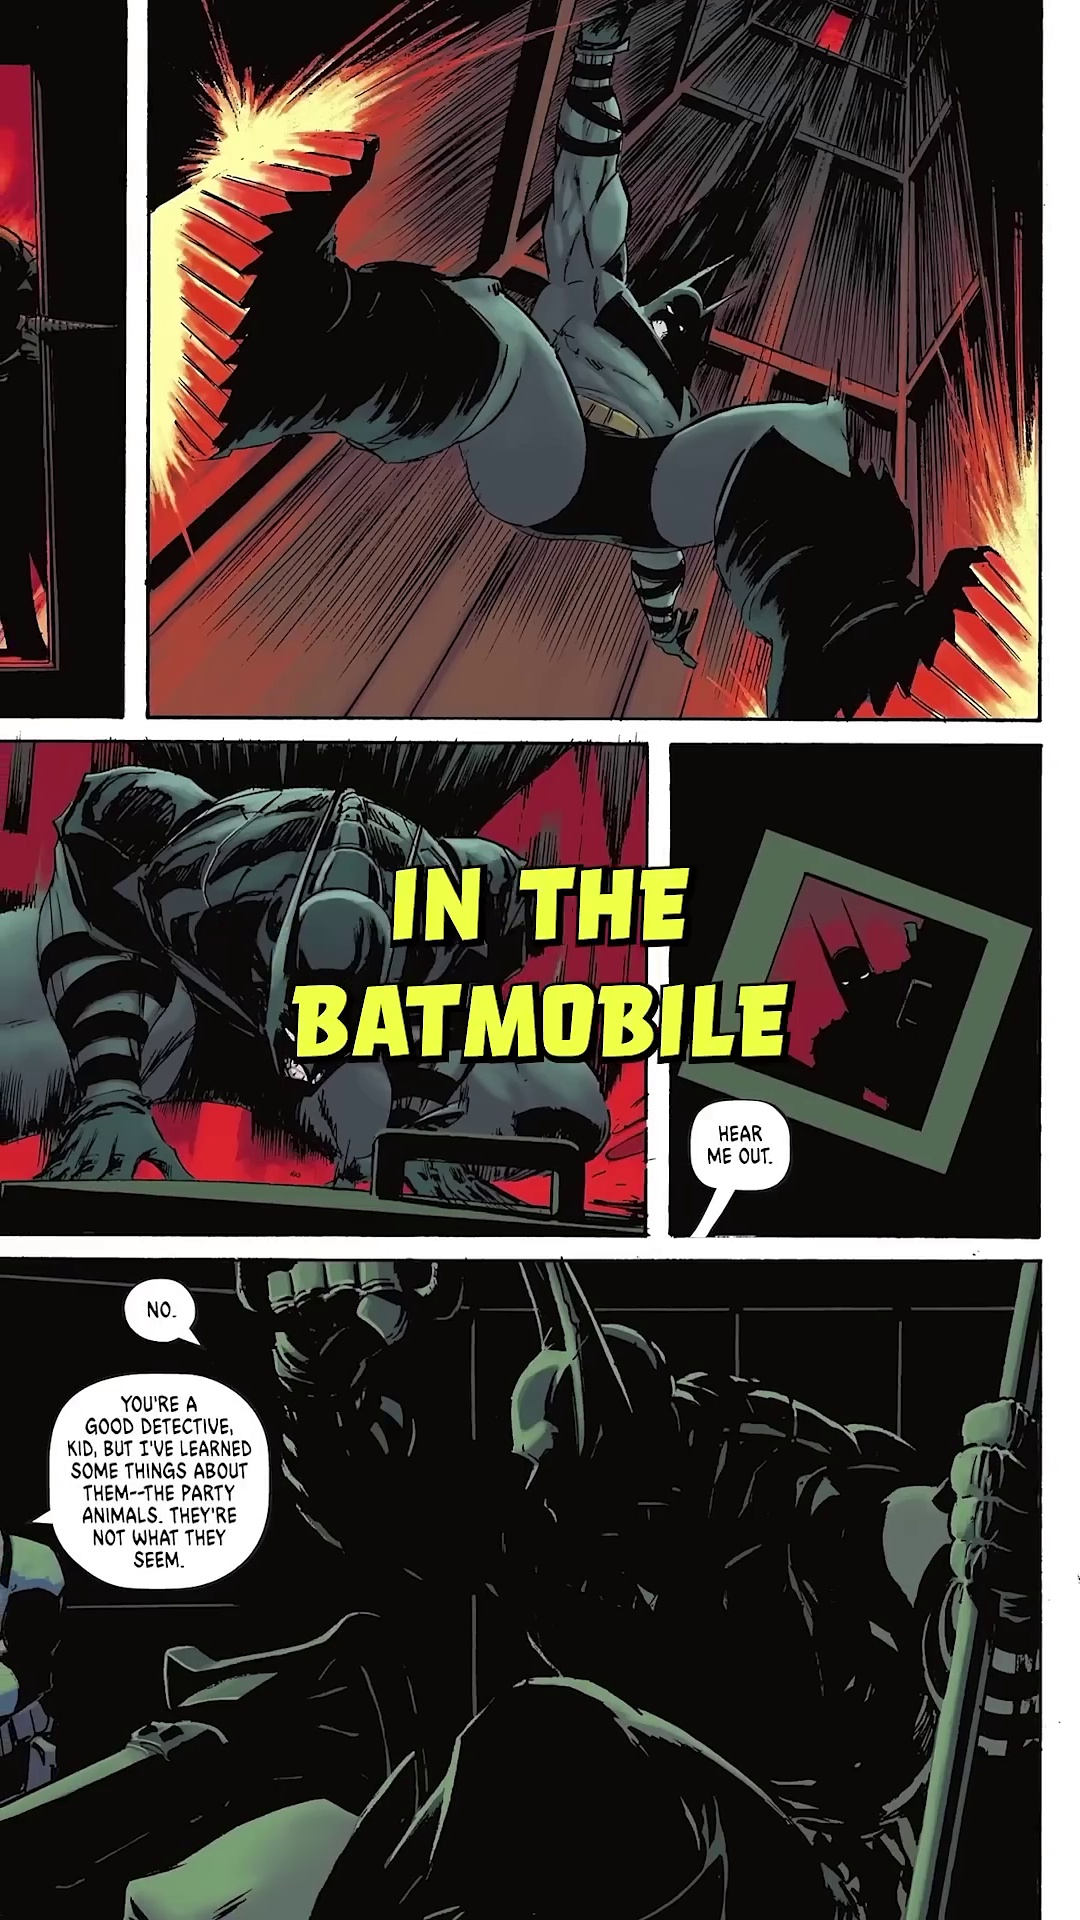 IN THE
BATMOBILE
HEAR
ME OUT.
NO.
YOU'RE A
GOOD DETECTIVE,
KID, BUT I'VE LEARNED
SOME THINGS ABOUT
THEM--THE PARTY
ANIMALS. THEY'RE
NOT WHAT THEY
SEEM.